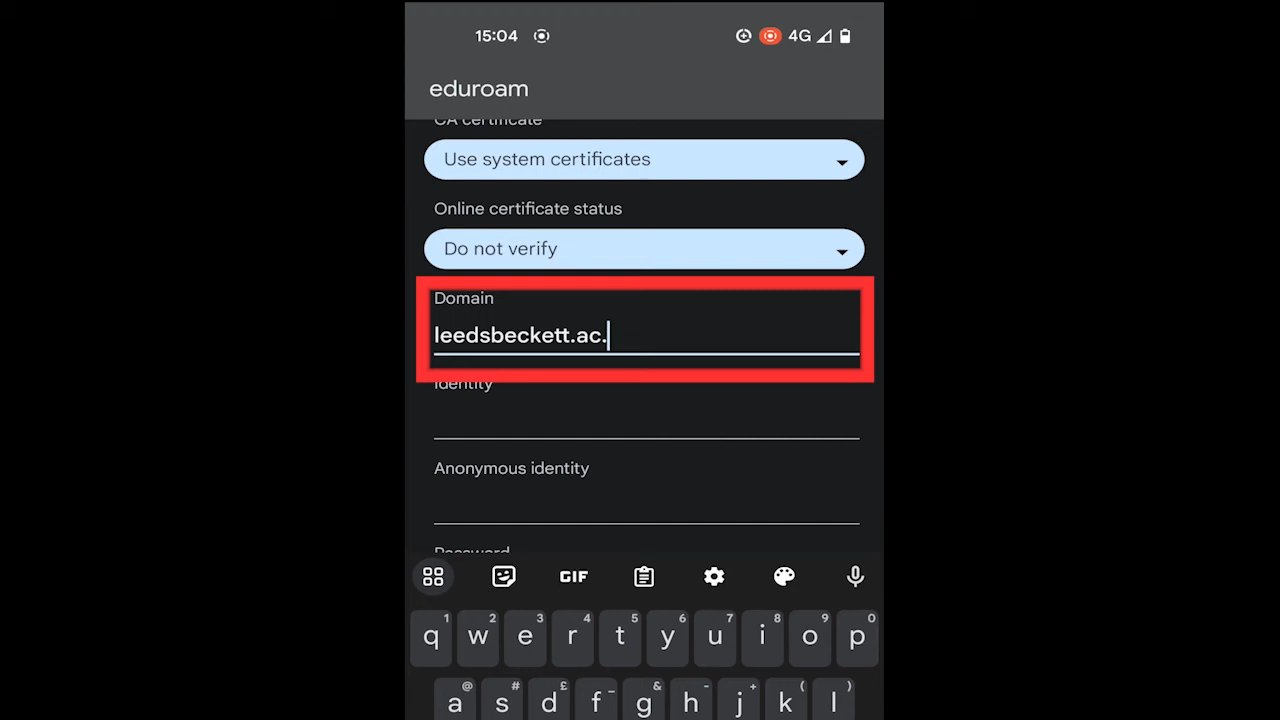 15:04 4G
eduroam
CA certificate
Use system certificates
Online certificate status
Do not verify
Domain
leedsbeckett.ac.
Identity
Anonymous identity
Password
GIF
1 2 3 4 5 6 7 8 9 0
q w e r t y u i o p
@ # £ _ & - + ( )
a s d f g h j k l